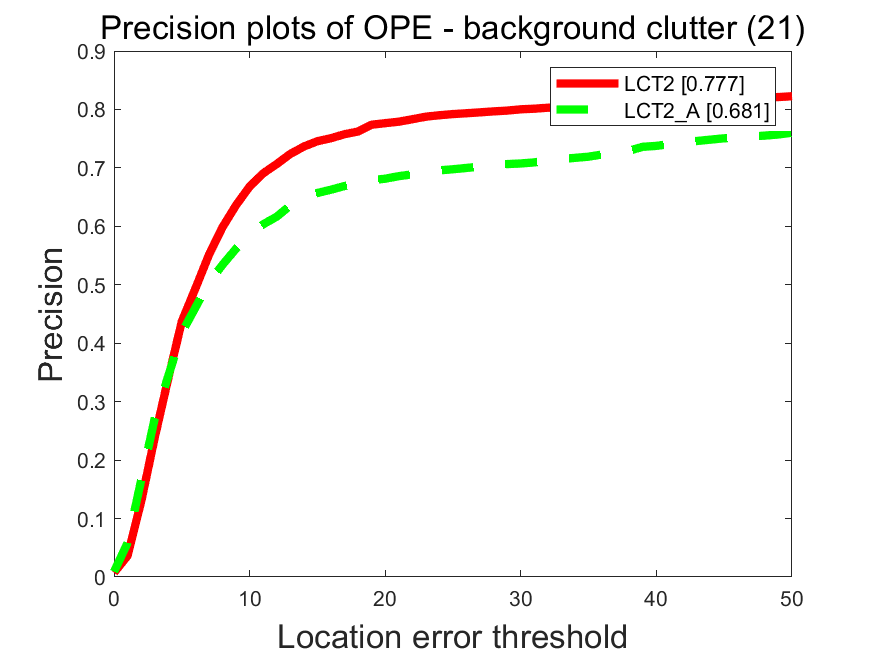 Precision plots of OPE - background clutter (21)
0.9
0.8
0.7
0.6
0.5
0.4
0.3
0.2
0.1
0
Precision
LCT2 [0.777]
LCT2_A [0.681]
0 10 20 30 40 50
Location error threshold